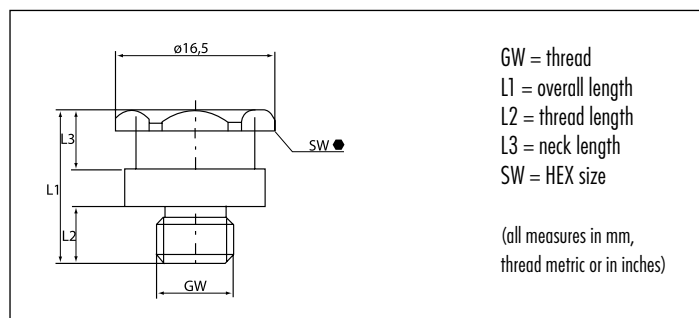 ø16,5
SW
L3
L1
L2
GW
GW = thread
L1 = overall length
L2 = thread length
L3 = neck length
SW = HEX size
(all measures in mm,
thread metric or in inches)